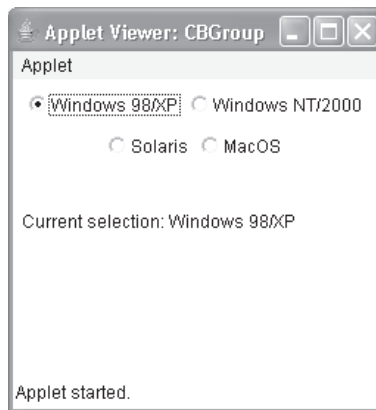 Applet Viewer: CBGroup
Applet
Windows 98/XP Windows NT/2000
Solaris MacOS
Current selection: Windows 98/XP
Applet started.